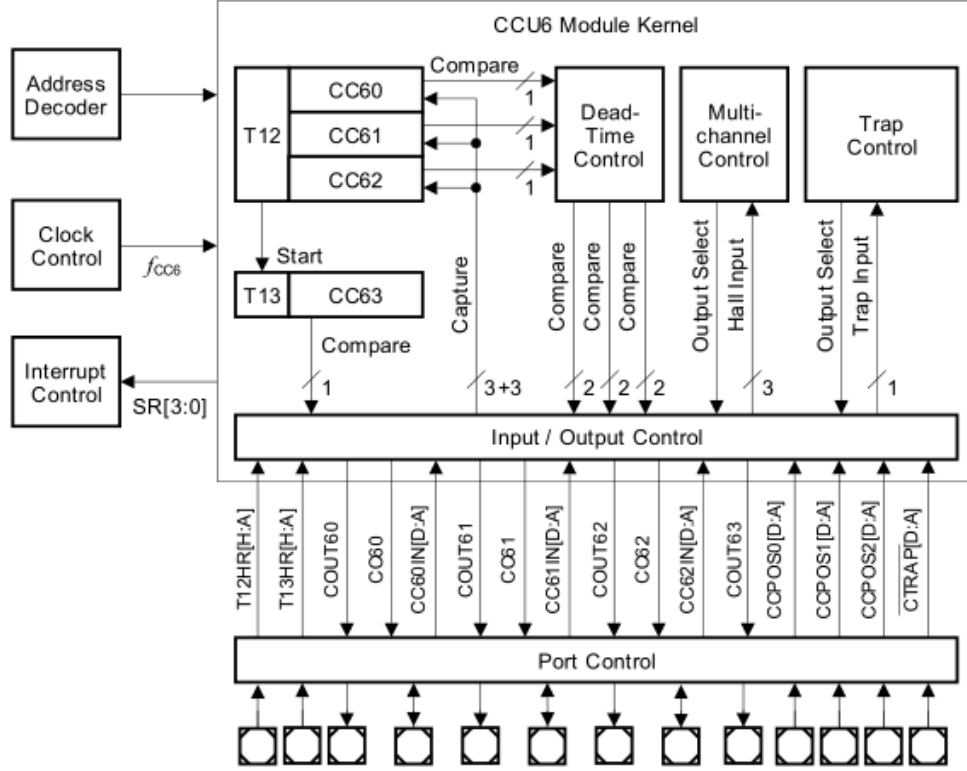 CCU6 Module Kernel
Address
Decoder
Clock
Control
fCC6
Interrupt
Control
SR[3:0]
T12
CC60
CC61
CC62
Compare
1
1
1
Dead-
Time
Control
Multi-
channel
Control
Trap
Control
Start
T13
CC63
Compare
1
Capture
3+3
Compare
2
Compare
2
Compare
2
Output Select
Hall Input
3
Output Select
Trap Input
1
Input / Output Control
T12HR[H:A]
T13HR[H:A]
COUT60
CC60
CC60IN[D:A]
COUT61
CC61
CC61IN[D:A]
COUT62
CC62
CC62IN[D:A]
COUT63
CCPOS0[D:A]
CCPOS1[D:A]
CCPOS2[D:A]
CTRAP[D:A]
Port Control